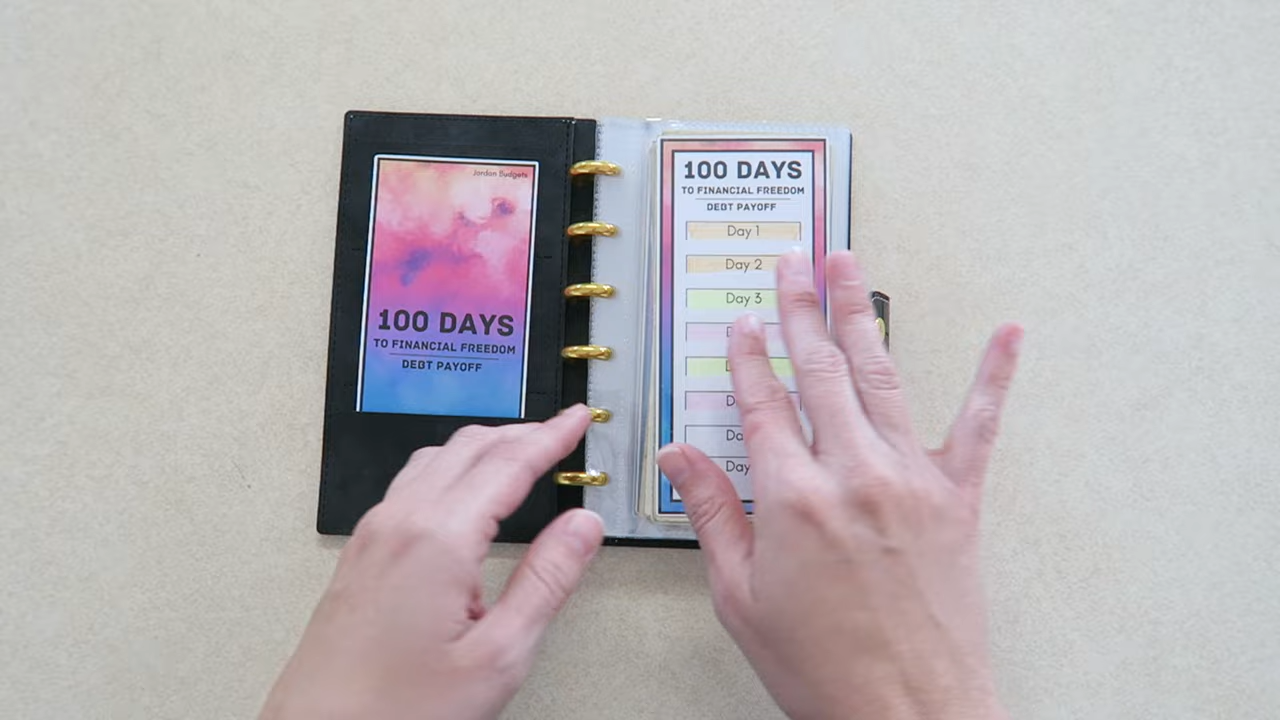 Jordan Budgets
100 DAYS
TO FINANCIAL FREEDOM
DEBT PAYOFF
100 DAYS
TO FINANCIAL FREEDOM
DEBT PAYOFF
Day 1
Day 2
Day 3
Day